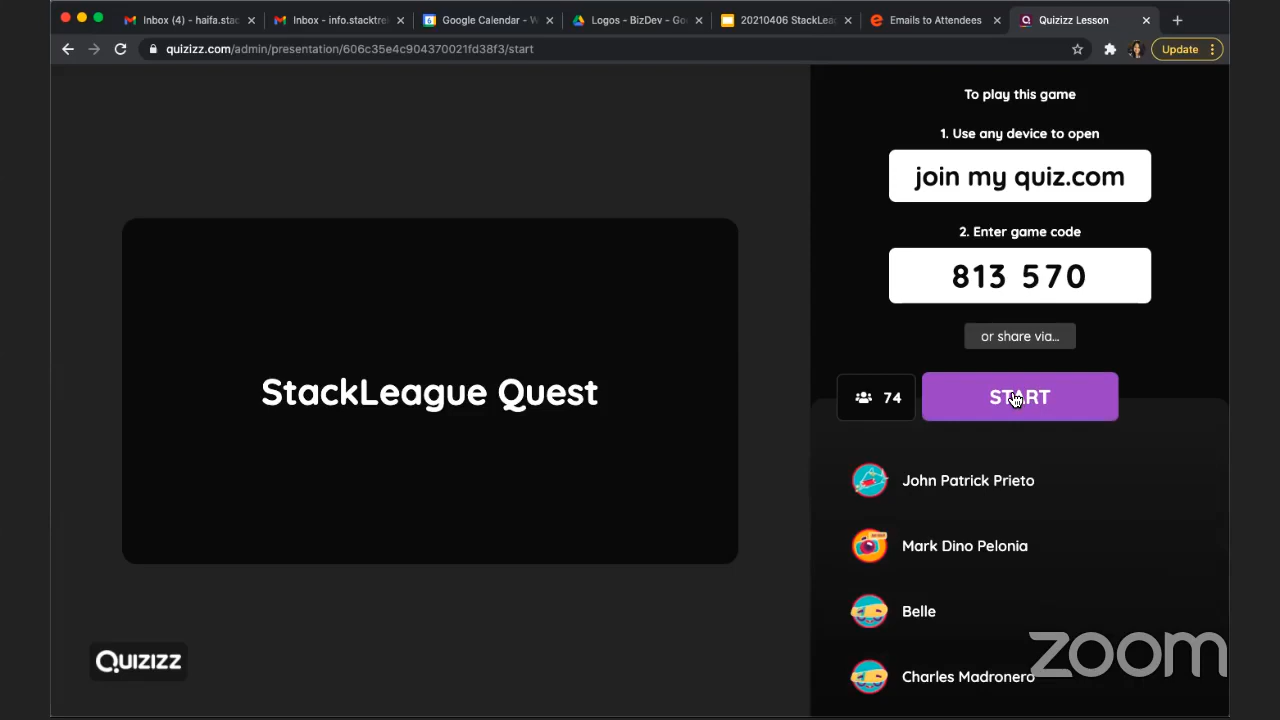 Inbox (4) - haifa.stac
Inbox - info.stacktre
Google Calendar - W
Logos - BizDev - Goo
20210406 StackLeac
Emails to Attendees
Quizizz Lesson
quizizz.com/admin/presentation/606c35e4c904370021fd38f3/start
Update
To play this game
1. Use any device to open
join my quiz.com
2. Enter game code
813 570
or share via...
74
START
StackLeague Quest
John Patrick Prieto
Mark Dino Pelonia
Belle
Charles Madronero
Quizizz
zoom